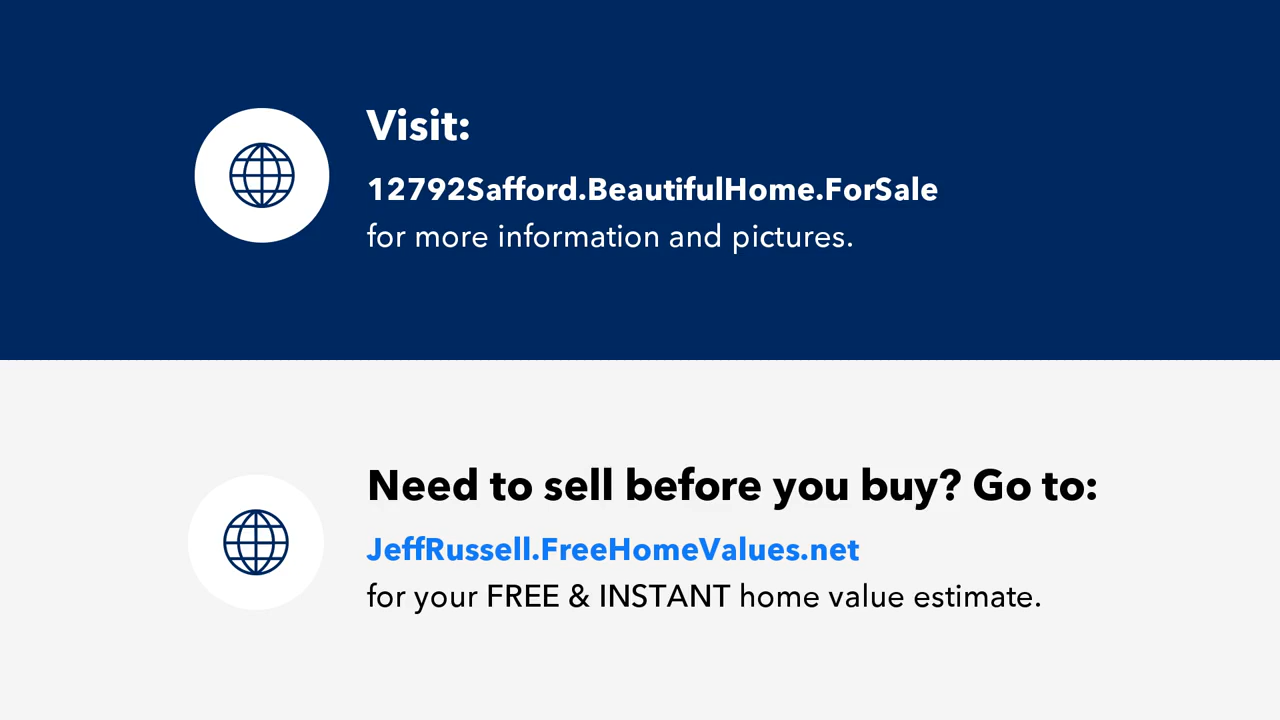 Visit:
12792Safford.BeautifulHome.ForSale
for more information and pictures.
Need to sell before you buy? Go to:
JeffRussell.FreeHomeValues.net
for your FREE & INSTANT home value estimate.